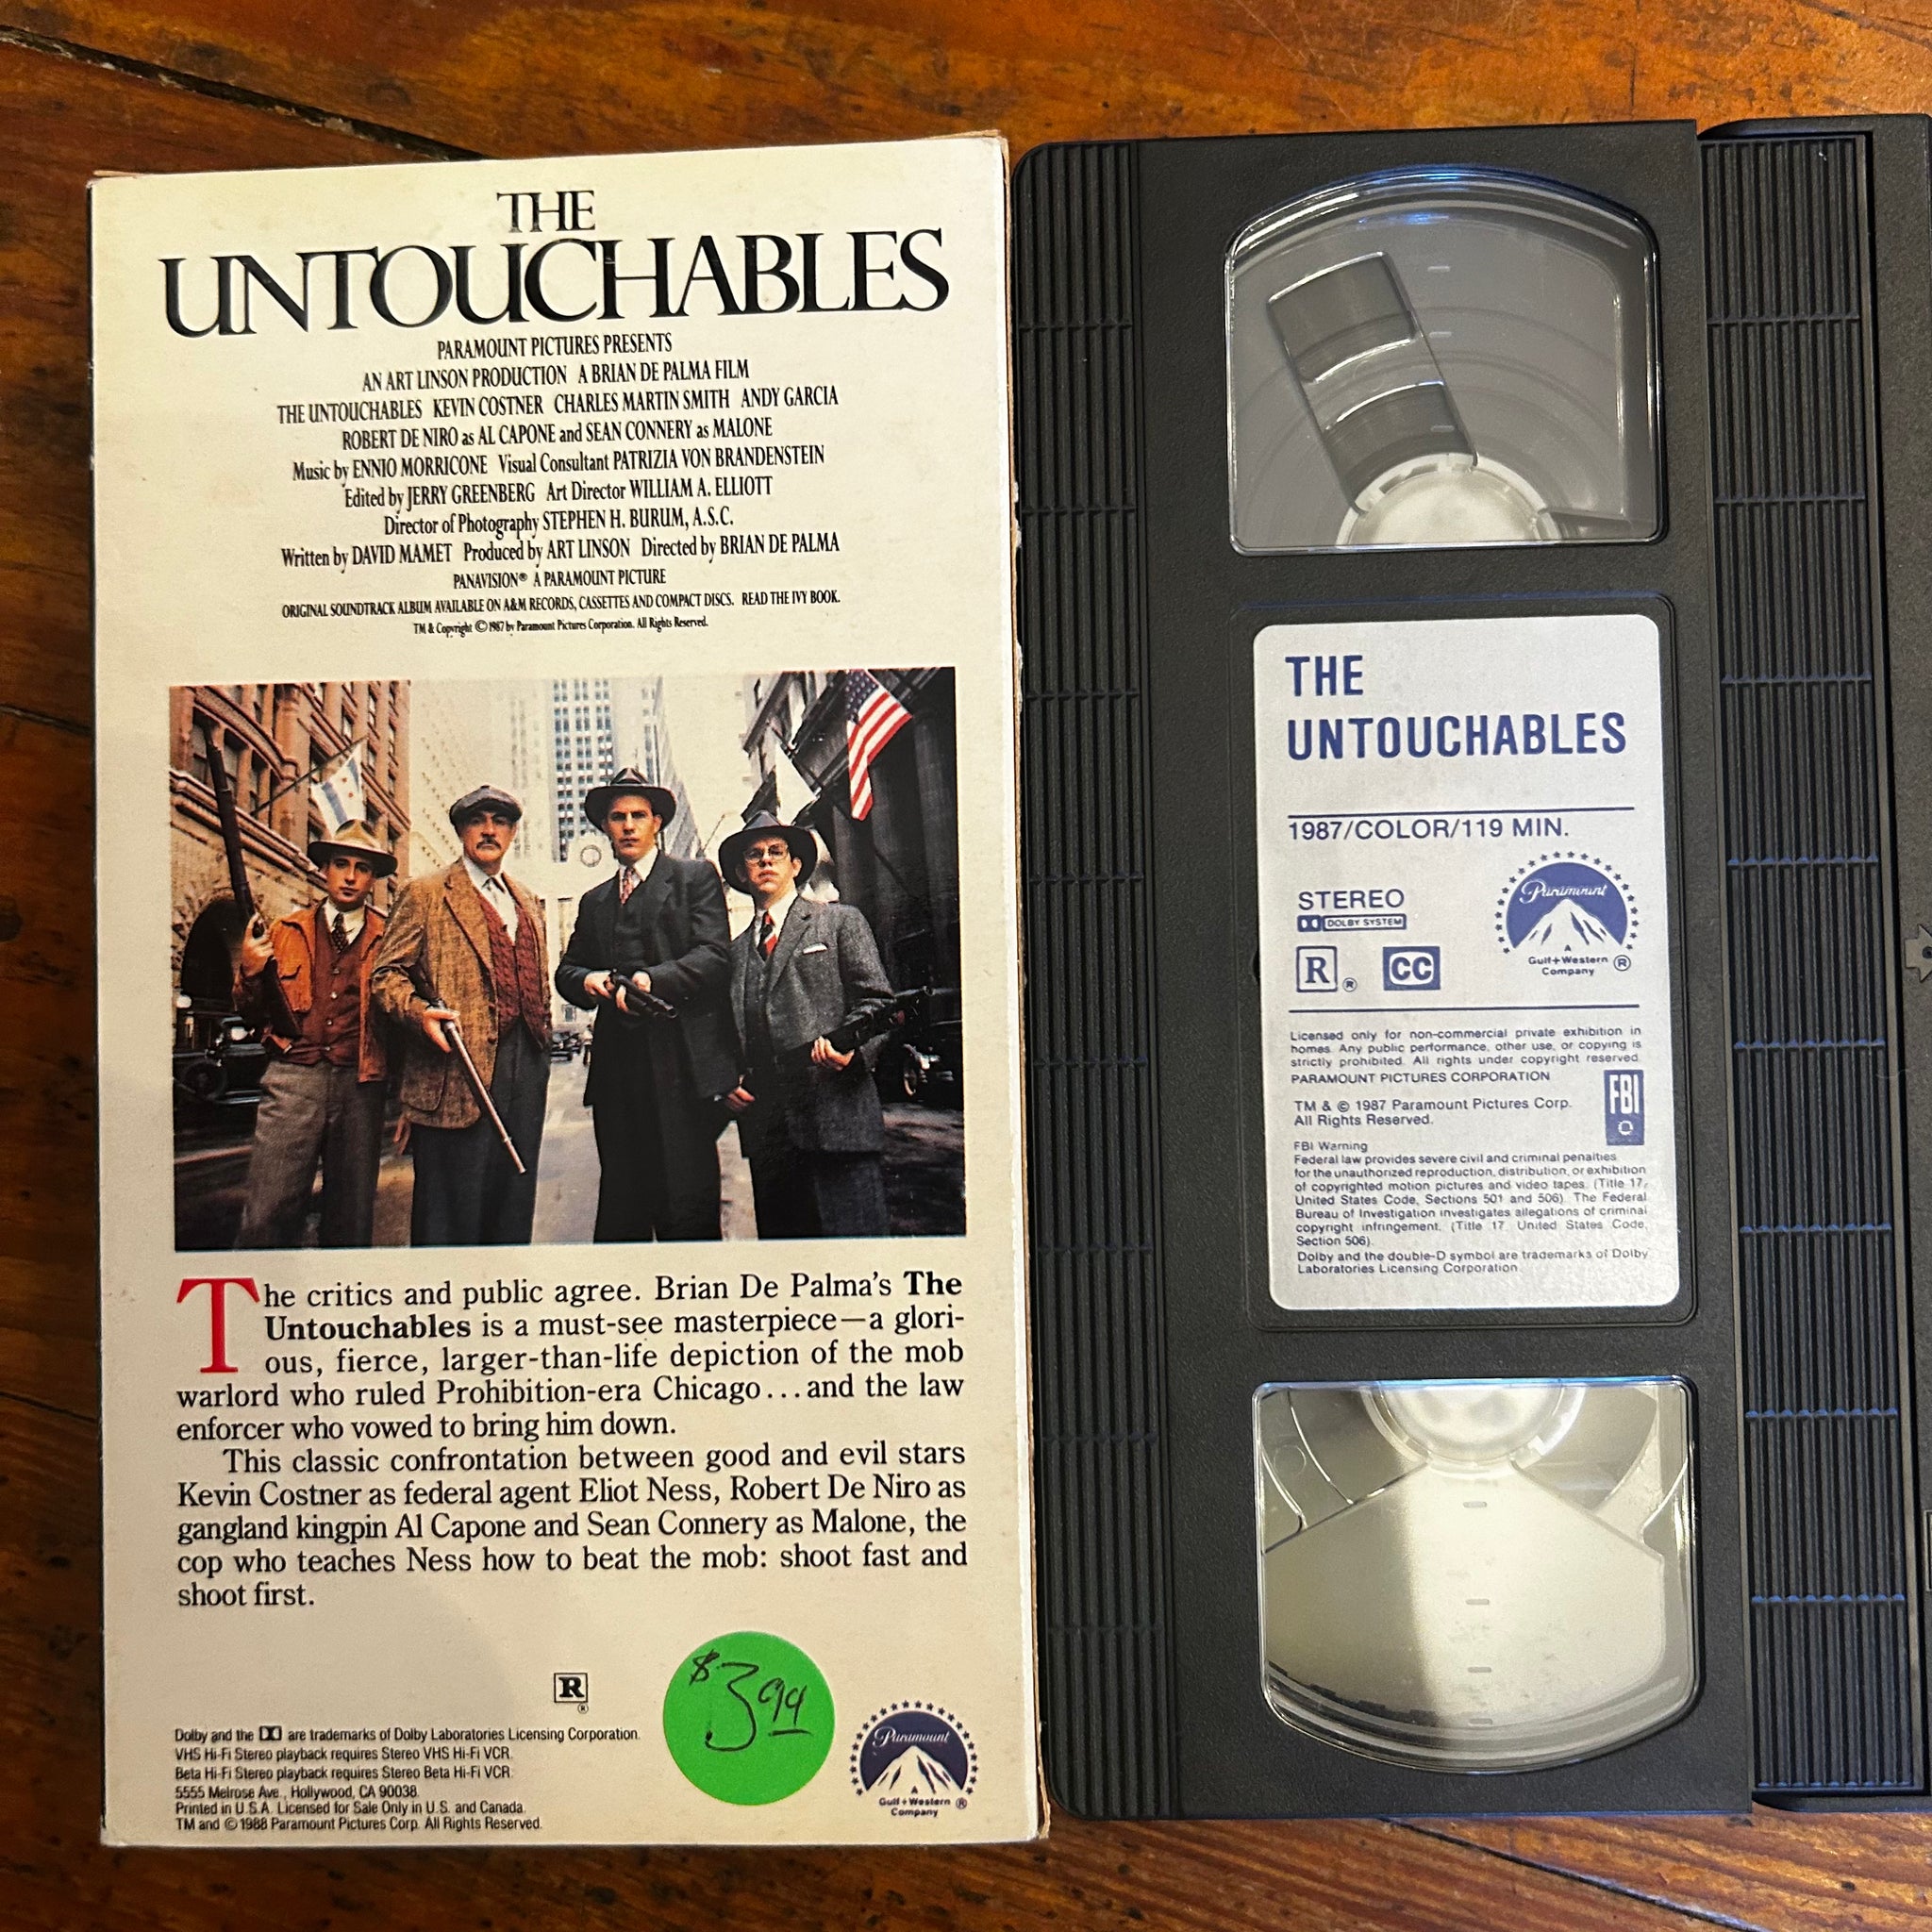 THE
UNTOUCHABLES
PARAMOUNT PICTURES PRESENTS
AN ART LINSON PRODUCTION A BRIAN DE PALMA FILM
THE UNTOUCHABLES KEVIN COSTNER CHARLES MARTIN SMITH ANDY GARCIA
ROBERT DE NIRO as AL CAPONE and SEAN CONNERY as MALONE
Music by ENNIO MORRICONE Visual Consultant PATRIZIA VON BRANDENSTEIN
Edited by JERRY GREENBERG Art Director WILLIAM A. ELLIOTT
Director of Photography STEPHEN H. BURUM, A.S.C.
Written by DAVID MAMET Produced by ART LINSON Directed by BRIAN DE PALMA
PANAVISION® A PARAMOUNT PICTURE
ORIGINAL SOUNDTRACK ALBUM AVAILABLE ON A&M RECORDS, CASSETTES AND COMPACT DISCS. READ THE IVY BOOK.
TM & Copyright © 1987 by Paramount Pictures Corporation. All Rights Reserved.
The critics and public agree. Brian De Palma's The
Untouchables is a must-see masterpiece—a glori-
ous, fierce, larger-than-life depiction of the mob
warlord who ruled Prohibition-era Chicago...and the law
enforcer who vowed to bring him down.
This classic confrontation between good and evil stars
Kevin Costner as federal agent Eliot Ness, Robert De Niro as
gangland kingpin Al Capone and Sean Connery as Malone, the
cop who teaches Ness how to beat the mob: shoot fast and
shoot first.
R
®
$3.99
Dolby and the DD are trademarks of Dolby Laboratories Licensing Corporation.
VHS Hi-Fi Stereo playback requires Stereo VHS Hi-Fi VCR.
Beta Hi-Fi Stereo playback requires Stereo Beta Hi-Fi VCR.
5555 Melrose Ave., Hollywood, CA 90038
Printed in U.S.A. Licensed for Sale Only in U.S. and Canada.
TM and © 1988 Paramount Pictures Corp. All Rights Reserved.
Paramount
Gulf+Western ®
Company
THE
UNTOUCHABLES
1987/COLOR/119 MIN.
STEREO
DOLBY SYSTEM
R ® CC
Paramount
A
Gulf+Western ®
Company
Licensed only for non-commercial private exhibition in
homes. Any public performance, other use, or copying is
strictly prohibited. All rights under copyright reserved.
PARAMOUNT PICTURES CORPORATION
TM & © 1987 Paramount Pictures Corp.
All Rights Reserved.
FBI
FBI Warning
Federal law provides severe civil and criminal penalties
for the unauthorized reproduction, distribution, or exhibition
of copyrighted motion pictures and video tapes. (Title 17,
United States Code, Sections 501 and 506). The Federal
Bureau of Investigation investigates allegations of criminal
copyright infringement. (Title 17, United States Code,
Section 506).
Dolby and the double-D symbol are trademarks of Dolby
Laboratories Licensing Corporation.